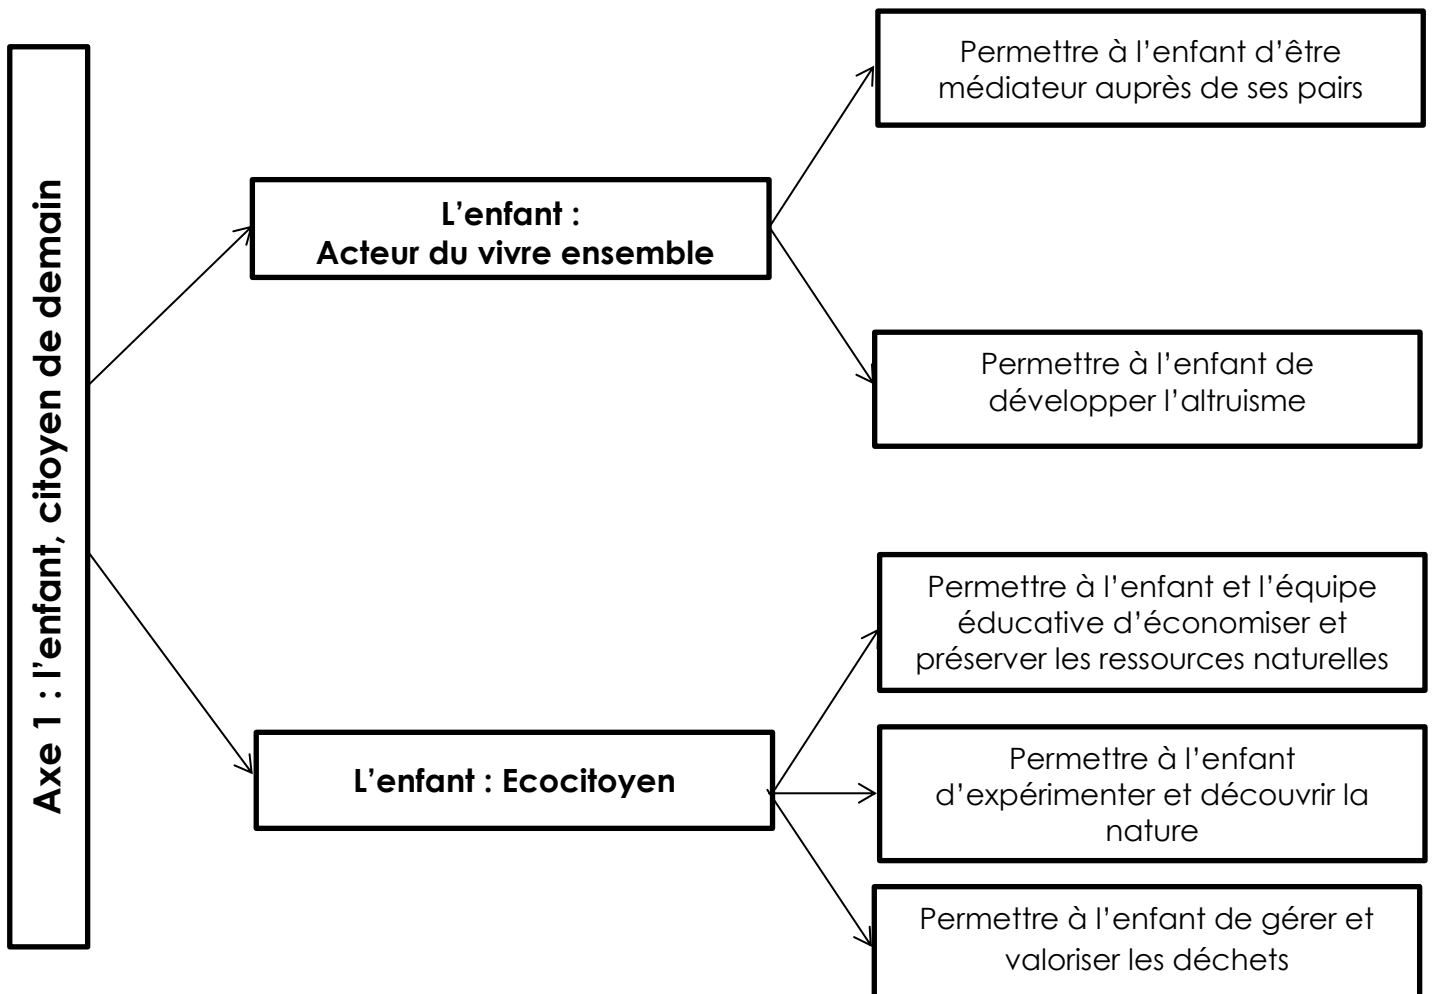 Axe 1 : l'enfant, citoyen de demain
L'enfant :
Acteur du vivre ensemble
Permettre à l'enfant d'être
médiateur auprès de ses pairs
Permettre à l'enfant de
développer l'altruisme
L'enfant : Ecocitoyen
Permettre à l'enfant et l'équipe
éducative d'économiser et
préserver les ressources naturelles
Permettre à l'enfant
d'expérimenter et découvrir la
nature
Permettre à l'enfant de gérer et
valoriser les déchets